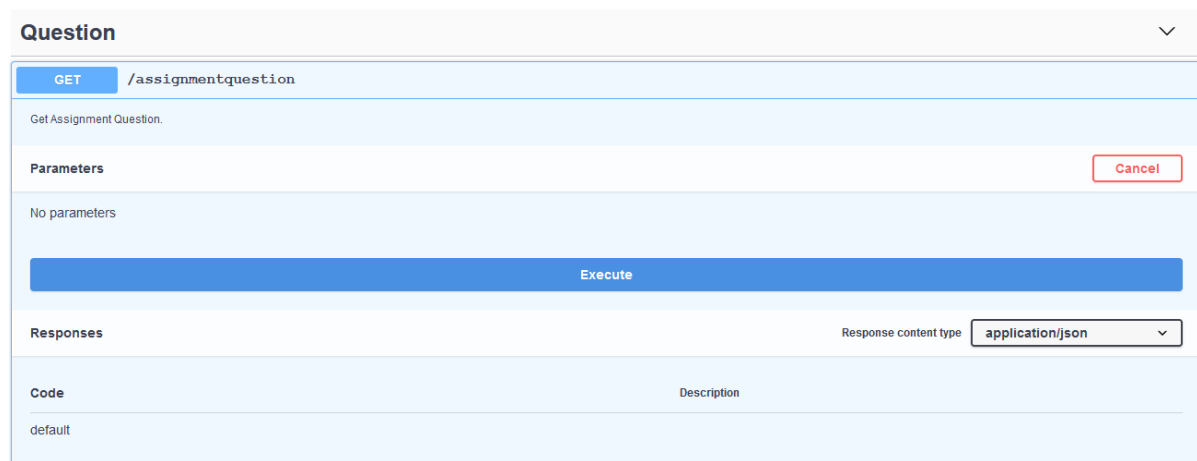 Question
GET /assignmentquestion
Get Assignment Question.
Parameters Cancel
No parameters
Execute
Responses Response content type application/json
Code Description
default